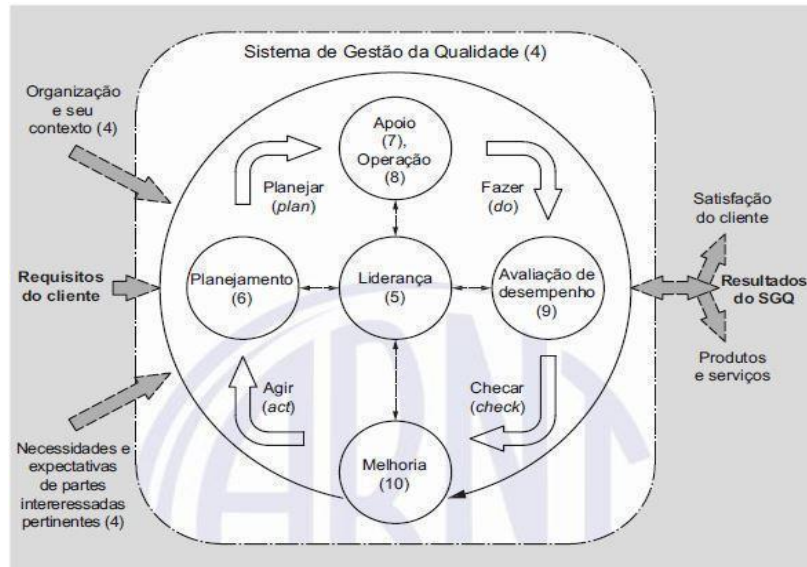 Sistema de Gestão da Qualidade (4)
Organização
e seu
contexto (4)
Apoio
(7),
Operação
(8)
Planejar
(plan)
Fazer
(do)
Satisfação
do cliente
Requisitos
do cliente
Planejamento
(6)
Liderança
(5)
Avaliação de
desempenho
(9)
Resultados
do SGQ
Agir
(act)
Checar
(check)
Produtos
e serviços
Necessidades e
expectativas
de partes
intereressadas
pertinentes (4)
Melhoria
(10)
ABNT